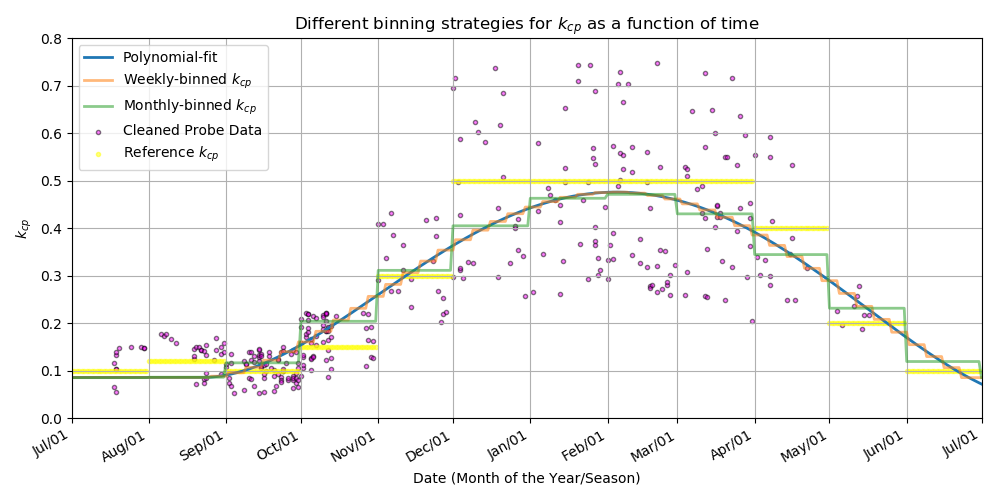 Different binning strategies for k_cp as a function of time
0.8
0.7
0.6
0.5
0.4
0.3
0.2
0.1
0.0
k_cp
Polynomial-fit
Weekly-binned k_cp
Monthly-binned k_cp
Cleaned Probe Data
Reference k_cp
Jul/01
Aug/01
Sep/01
Oct/01
Nov/01
Dec/01
Jan/01
Feb/01
Mar/01
Apr/01
May/01
Jun/01
Jul/01
Date (Month of the Year/Season)